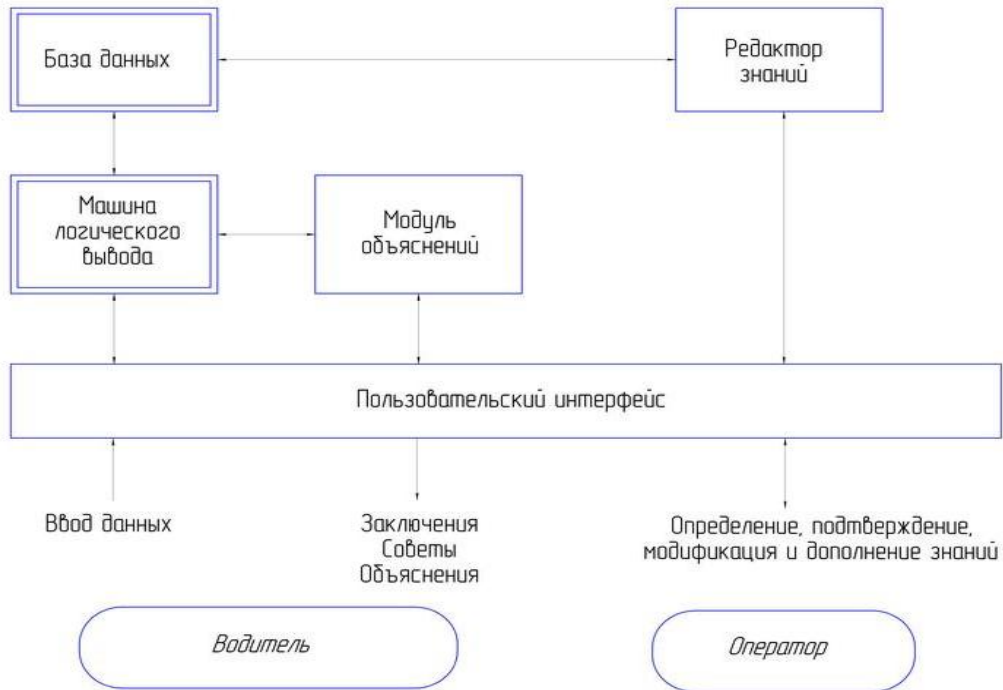 База данных
Редактор
знаний
Машина
логического
вывода
Модуль
объяснений
Пользовательский интерфейс
Ввод данных
Заключения
Советы
Объяснения
Определение, подтверждение,
модификация и дополнение знаний
Водитель
Оператор